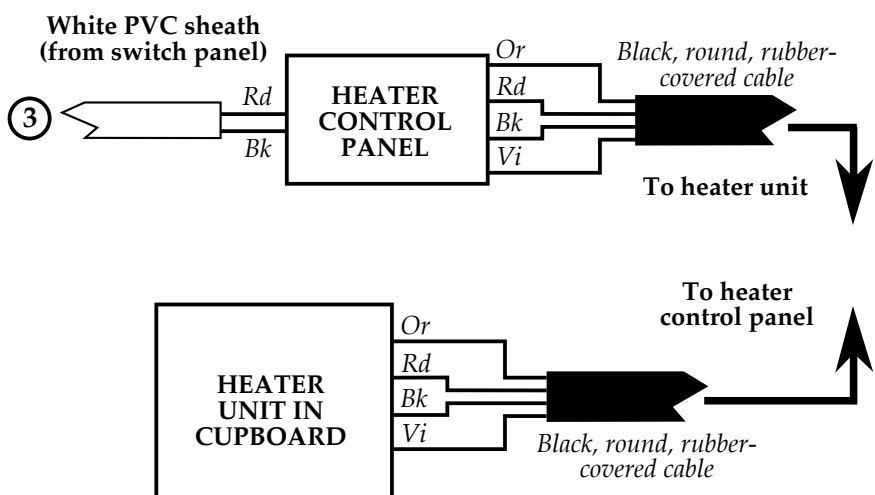 White PVC sheath
(from switch panel)
3
Rd
Bk
HEATER
CONTROL
PANEL
Or
Rd
Bk
Vi
Black, round, rubber-
covered cable
To heater unit
To heater
control panel
HEATER
UNIT IN
CUPBOARD
Or
Rd
Bk
Vi
Black, round, rubber-
covered cable